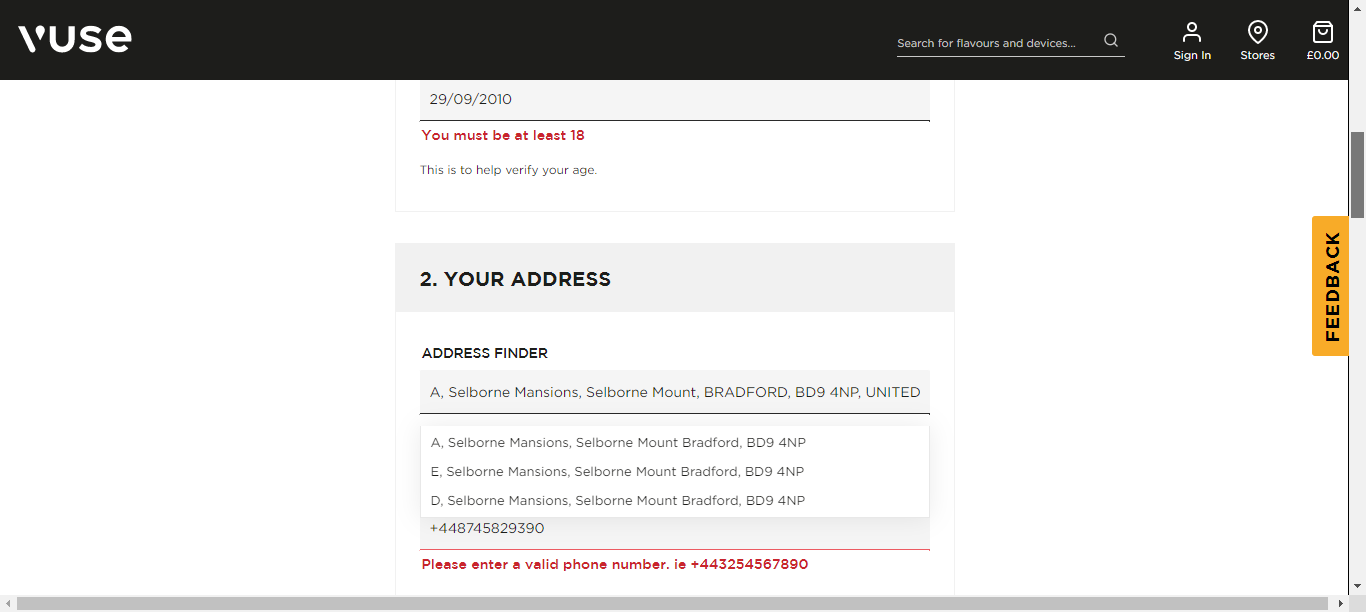 vuse
Search for flavours and devices...
Sign In
Stores
£0.00
29/09/2010
You must be at least 18
This is to help verify your age.
FEEDBACK
2. YOUR ADDRESS
ADDRESS FINDER
A, Selborne Mansions, Selborne Mount, BRADFORD, BD9 4NP, UNITED
A, Selborne Mansions, Selborne Mount Bradford, BD9 4NP
E, Selborne Mansions, Selborne Mount Bradford, BD9 4NP
D, Selborne Mansions, Selborne Mount Bradford, BD9 4NP
+448745829390
Please enter a valid phone number. ie +443254567890